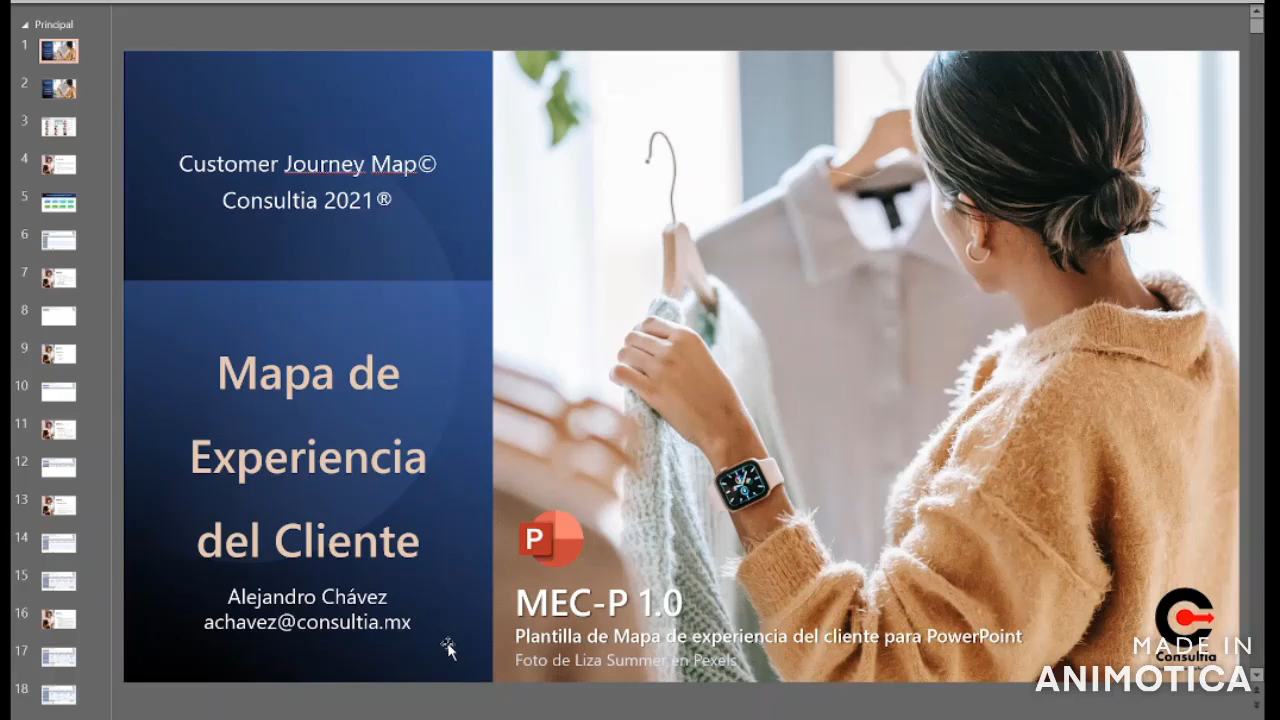 Principal
1
2
3
4
5
6
7
8
9
10
11
12
13
14
15
16
17
18
Customer Journey Map©
Consultia 2021®
Mapa de
Experiencia
del Cliente
Alejandro Chávez
achavez@consultia.mx
P
MEC-P 1.0
Plantilla de Mapa de experiencia del cliente para PowerPoint
Foto de Liza Summer en Pexels
Consultia
MADE IN
ANIMOTICA